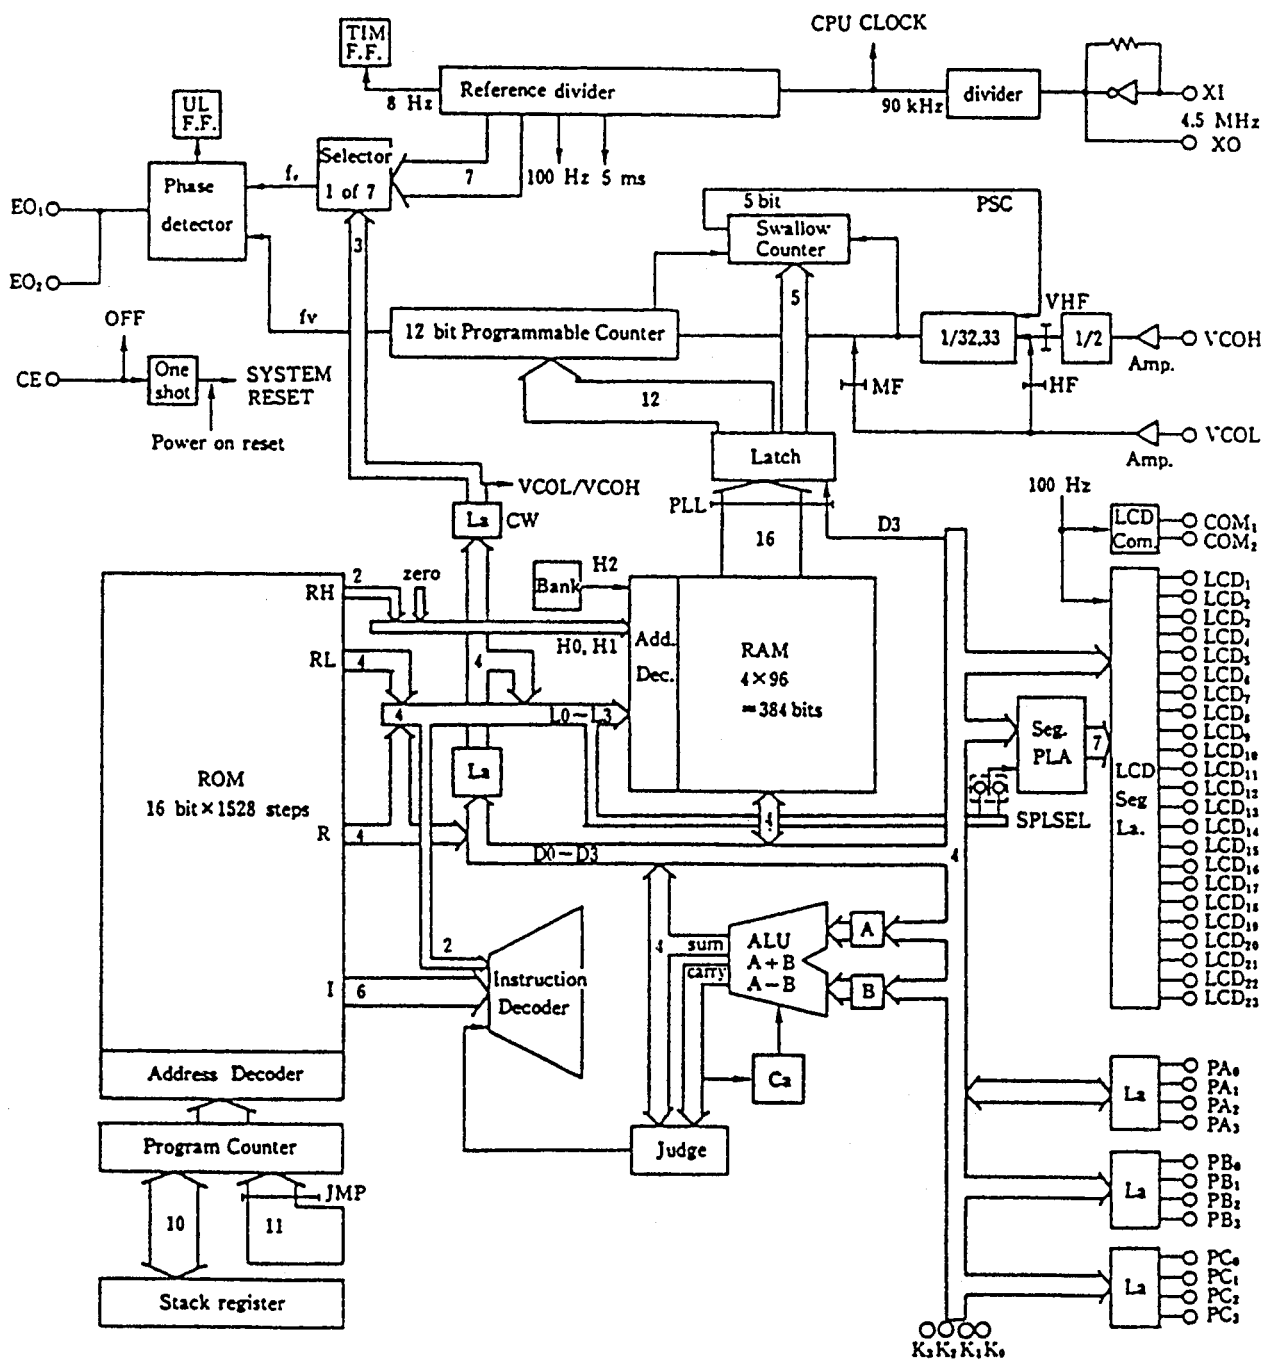 CPU CLOCK
TIM
F.F.
8 Hz
Reference divider
90 kHz
divider
XI
4.5 MHz
XO
UL
F.F.
Phase
detector
Selector
1 of 7
7
100 Hz
5 ms
EO₁
EO₂
3
5 bit
PSC
Swallow
Counter
5
fv
12 bit Programmable Counter
1/32,33
VHF
1/2
Amp.
VCOH
OFF
CE
One
shot
SYSTEM
RESET
Power on reset
12
MF
HF
Amp.
VCOL
Latch
VCOL/VCOH
PLL
16
D3
La
CW
100 Hz
LCD
Com.
COM₁
COM₂
RH
2
zero
Bank
H2
H0, H1
RL
4
4
4
L0－L3
Add.
Dec.
RAM
4×96
=384 bits
ROM
16 bit×1528 steps
R
4
La
D0－D3
4
4
Seg.
PLA
7
SPLSEL
LCD
Seg
La.
LCD₁
LCD₂
LCD₃
LCD₄
LCD₅
LCD₆
LCD₇
LCD₈
LCD₉
LCD₁₀
LCD₁₁
LCD₁₂
LCD₁₃
LCD₁₄
LCD₁₅
LCD₁₆
LCD₁₇
LCD₁₈
LCD₁₉
LCD₂₀
LCD₂₁
LCD₂₂
LCD₂₃
I
6
2
Instruction
Decoder
4
sum
carry
ALU
A+B
A－B
A
B
Ca
Judge
Address Decoder
Program Counter
JMP
10
11
Stack register
La
PA₀
PA₁
PA₂
PA₃
La
PB₀
PB₁
PB₂
PB₃
La
PC₀
PC₁
PC₂
PC₃
K₃ K₂ K₁ K₀